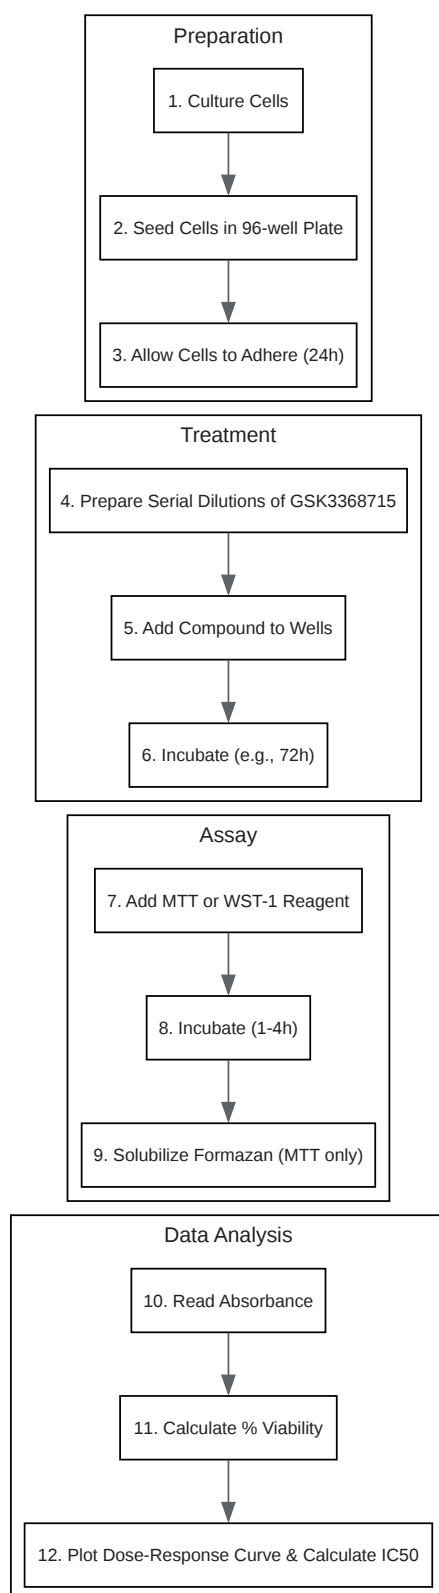 Preparation
1. Culture Cells
2. Seed Cells in 96-well Plate
3. Allow Cells to Adhere (24h)
Treatment
4. Prepare Serial Dilutions of GSK3368715
5. Add Compound to Wells
6. Incubate (e.g., 72h)
Assay
7. Add MTT or WST-1 Reagent
8. Incubate (1-4h)
9. Solubilize Formazan (MTT only)
Data Analysis
10. Read Absorbance
11. Calculate % Viability
12. Plot Dose-Response Curve & Calculate IC50